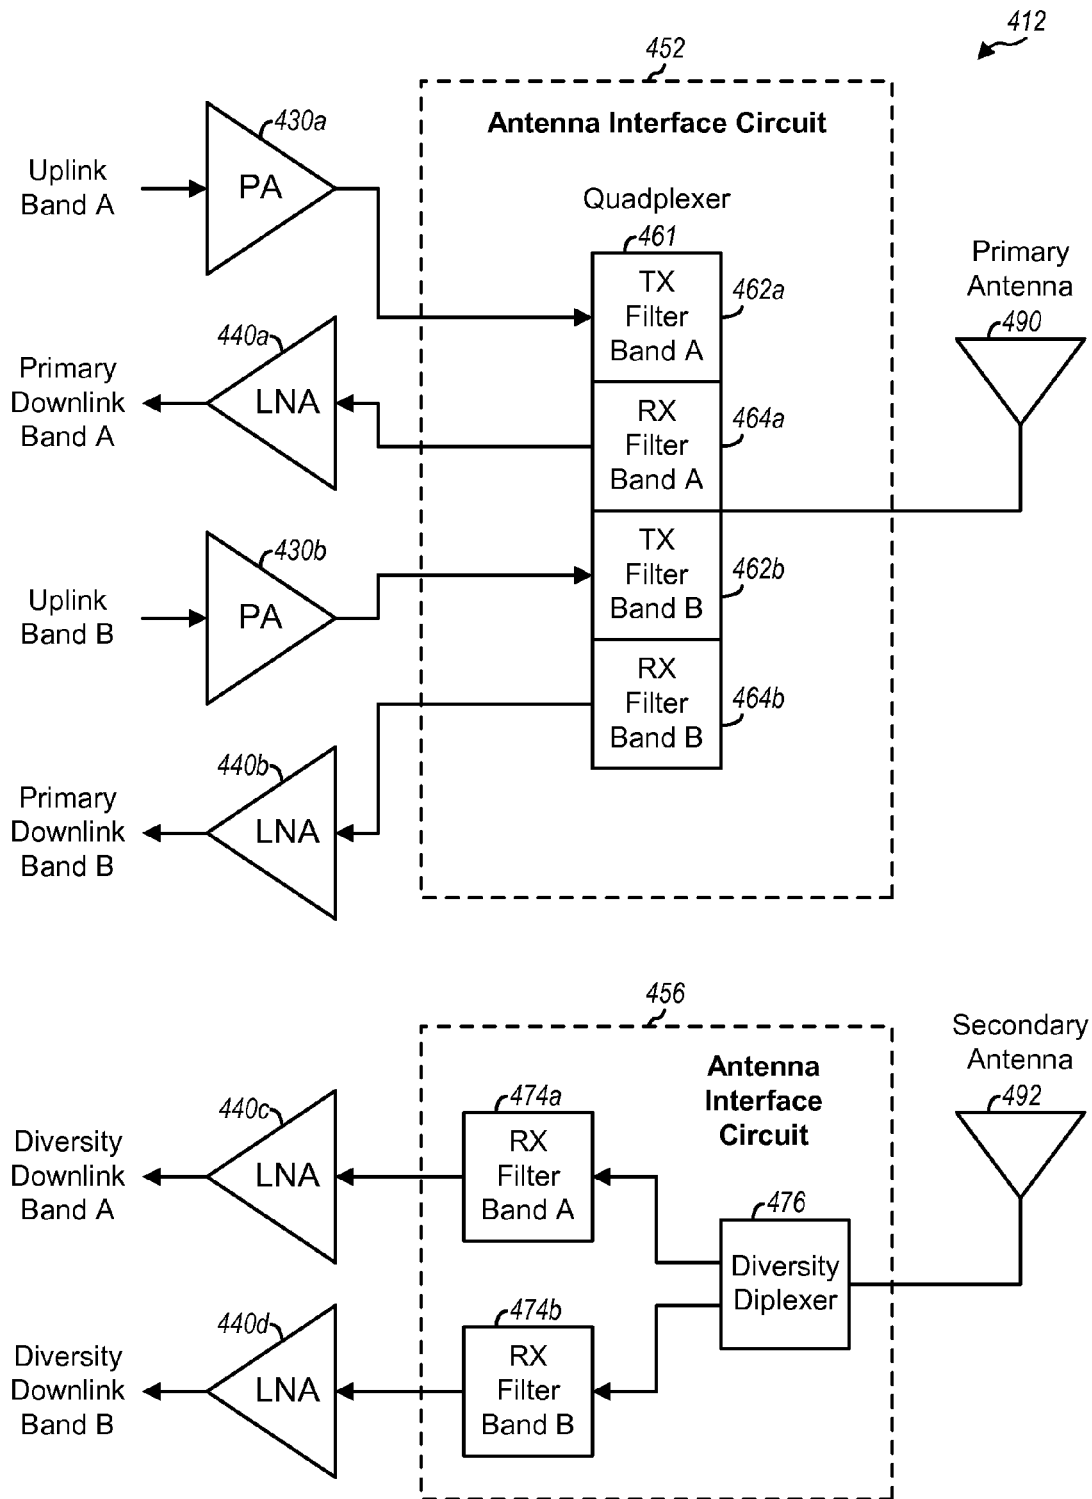 412
452
Antenna Interface Circuit
430a
Uplink
Band A
PA
Quadplexer
461
TX
Filter
Band A
462a
Primary
Antenna
490
440a
Primary
Downlink
Band A
LNA
RX
Filter
Band A
464a
430b
Uplink
Band B
PA
TX
Filter
Band B
462b
RX
Filter
Band B
464b
440b
Primary
Downlink
Band B
LNA
456
Antenna
Interface
Circuit
Secondary
Antenna
492
440c
Diversity
Downlink
Band A
LNA
474a
RX
Filter
Band A
476
Diversity
Diplexer
440d
Diversity
Downlink
Band B
LNA
474b
RX
Filter
Band B